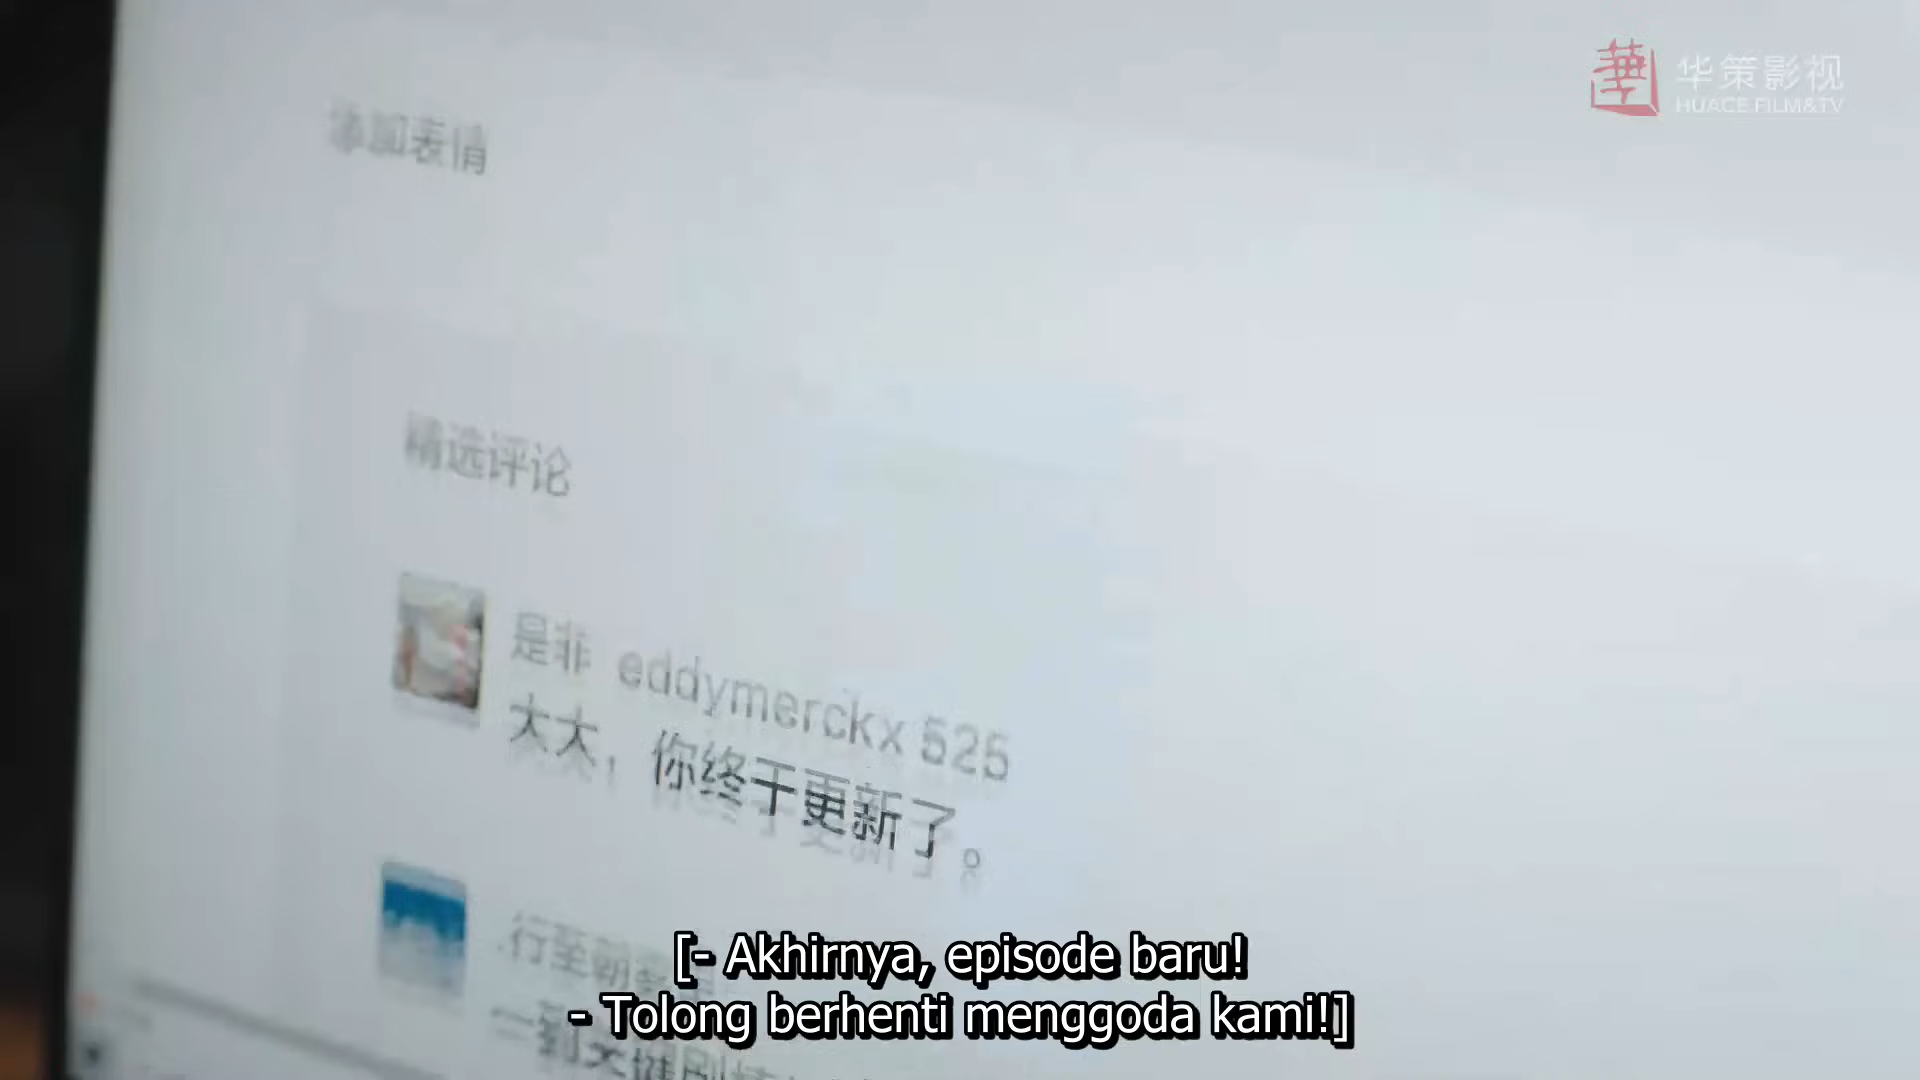 华策影视
HUACE FILM&TV
添加表情
精选评论
是非 eddymerckx 525
大大，你终于更新了。
[- Akhirnya, episode baru!
- Tolong berhenti menggoda kami!]